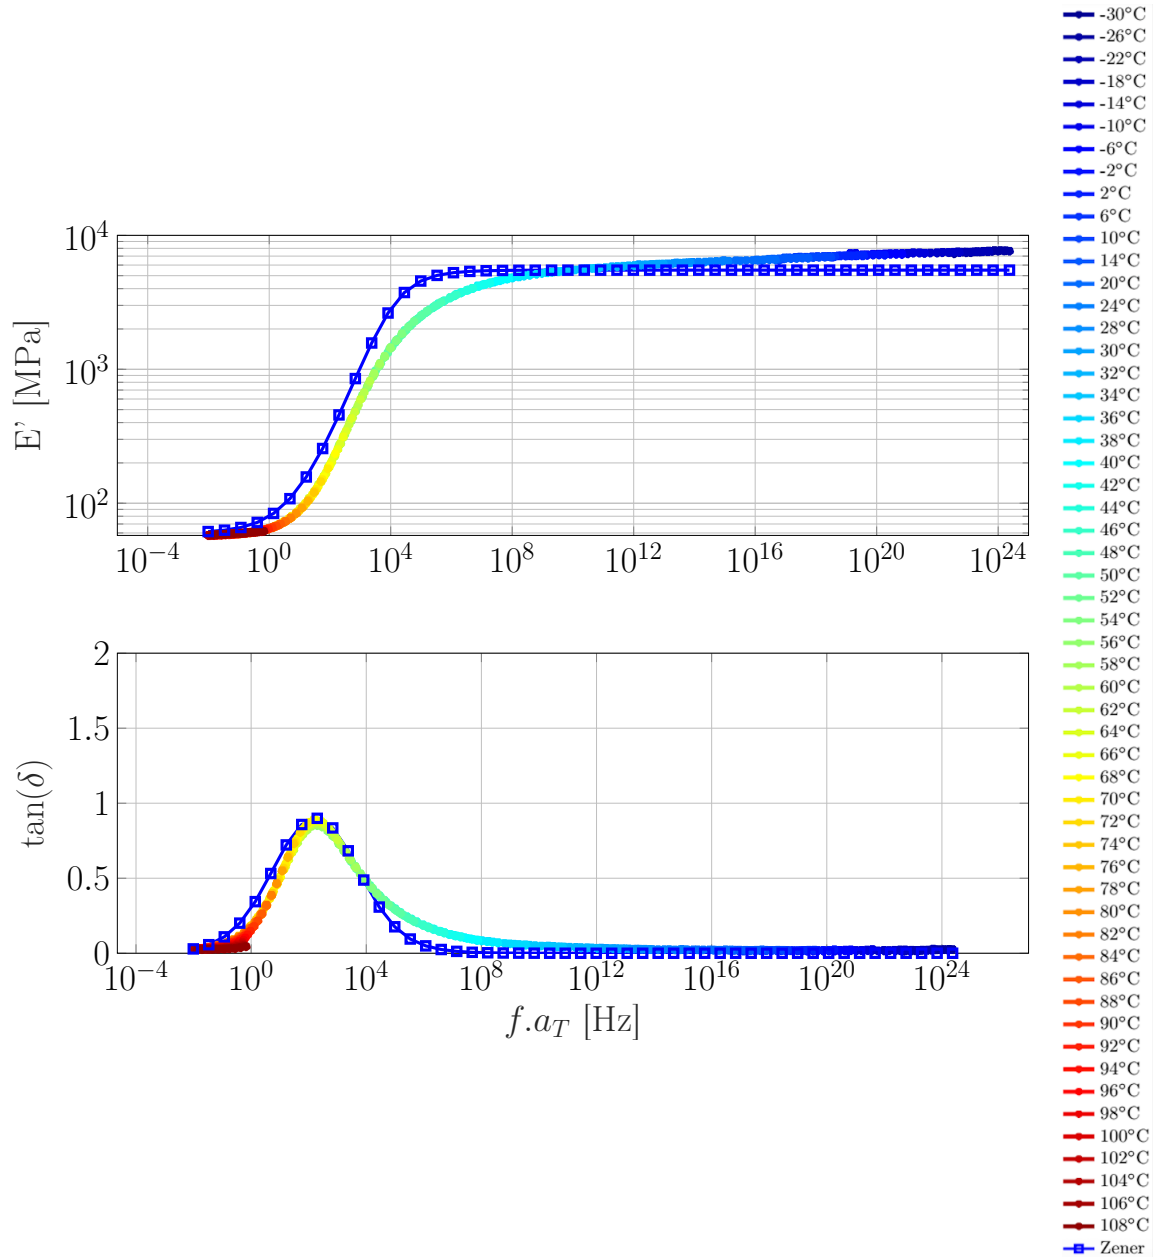 10^4
10^3
10^2
E' [MPa]
10^−4 10^0 10^4 10^8 10^12 10^16 10^20 10^24
2
1.5
1
0.5
0
tan(δ)
10^−4 10^0 10^4 10^8 10^12 10^16 10^20 10^24
f.a_T [Hz]
-30°C
-26°C
-22°C
-18°C
-14°C
-10°C
-6°C
-2°C
2°C
6°C
10°C
14°C
20°C
24°C
28°C
30°C
32°C
34°C
36°C
38°C
40°C
42°C
44°C
46°C
48°C
50°C
52°C
54°C
56°C
58°C
60°C
62°C
64°C
66°C
68°C
70°C
72°C
74°C
76°C
78°C
80°C
82°C
84°C
86°C
88°C
90°C
92°C
94°C
96°C
98°C
100°C
102°C
104°C
106°C
108°C
Zener